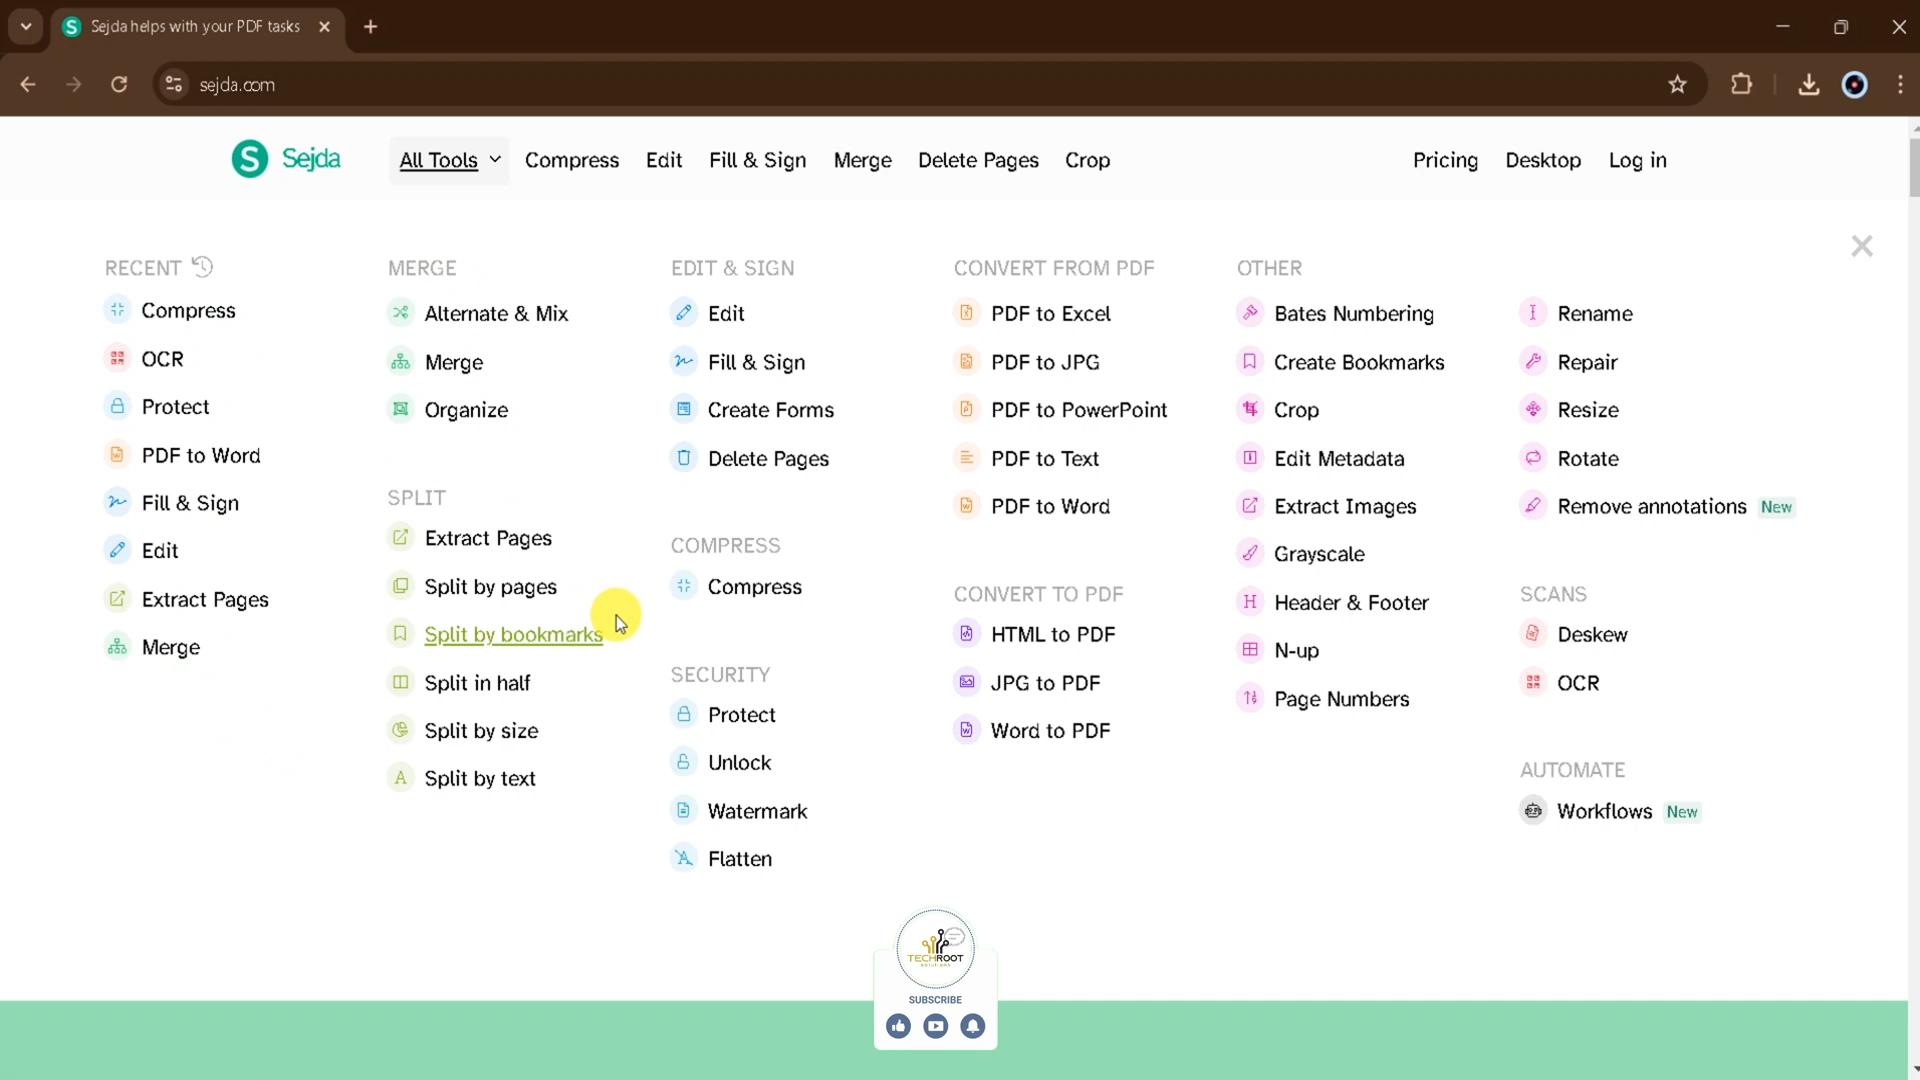 Sejda helps with your PDF tasks
sejda.com
Sejda
All Tools
Compress
Edit
Fill & Sign
Merge
Delete Pages
Crop
Pricing
Desktop
Log in
RECENT
Compress
OCR
Protect
PDF to Word
Fill & Sign
Edit
Extract Pages
Merge
MERGE
Alternate & Mix
Merge
Organize
SPLIT
Extract Pages
Split by pages
Split by bookmarks
Split in half
Split by size
Split by text
EDIT & SIGN
Edit
Fill & Sign
Create Forms
Delete Pages
COMPRESS
Compress
SECURITY
Protect
Unlock
Watermark
Flatten
CONVERT FROM PDF
PDF to Excel
PDF to JPG
PDF to PowerPoint
PDF to Text
PDF to Word
CONVERT TO PDF
HTML to PDF
JPG to PDF
Word to PDF
OTHER
Bates Numbering
Create Bookmarks
Crop
Edit Metadata
Extract Images
Grayscale
Header & Footer
N-up
Page Numbers
Rename
Repair
Resize
Rotate
Remove annotations New
SCANS
Deskew
OCR
AUTOMATE
Workflows New
TECHROOT
SOLUTIONS
SUBSCRIBE